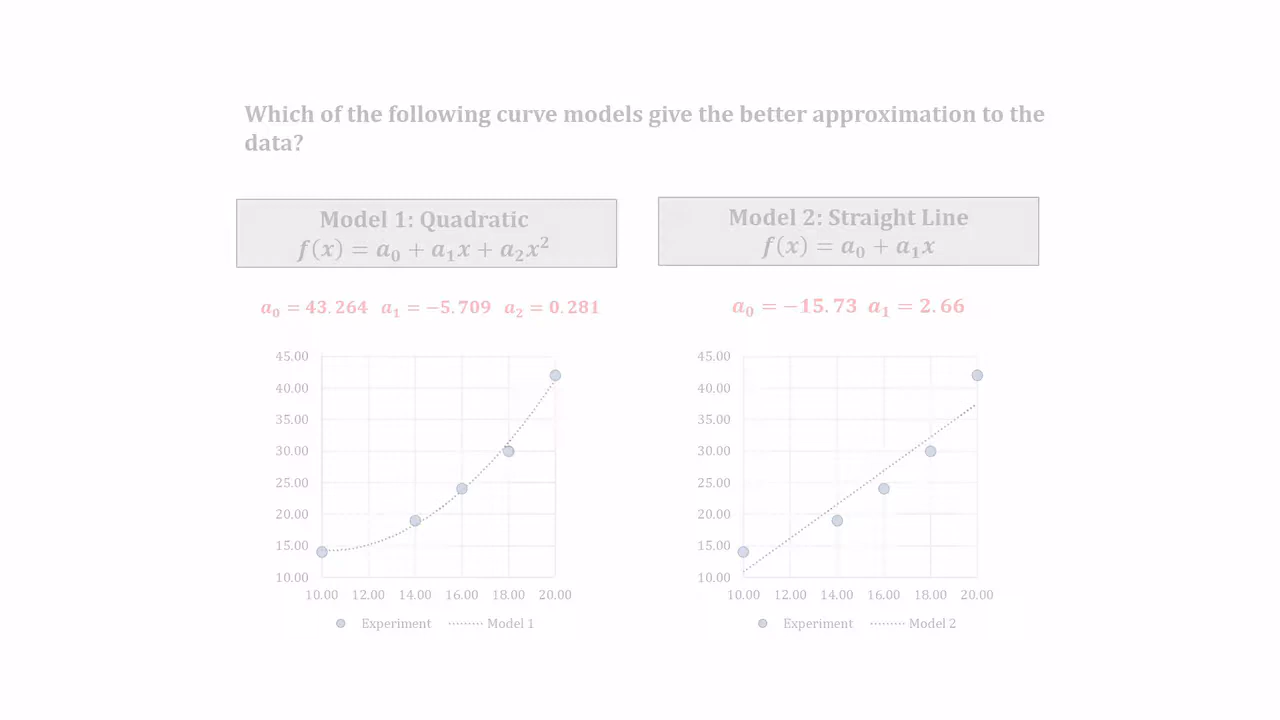 Which of the following curve models give the better approximation to the
data?
Model 1: Quadratic
f(x) = a₀ + a₁x + a₂x²
a₀ = 43.264 a₁ = −5.709 a₂ = 0.281
45.00
40.00
35.00
30.00
25.00
20.00
15.00
10.00
10.00 12.00 14.00 16.00 18.00 20.00
Experiment Model 1
Model 2: Straight Line
f(x) = a₀ + a₁x
a₀ = −15.73 a₁ = 2.66
45.00
40.00
35.00
30.00
25.00
20.00
15.00
10.00
10.00 12.00 14.00 16.00 18.00 20.00
Experiment Model 2